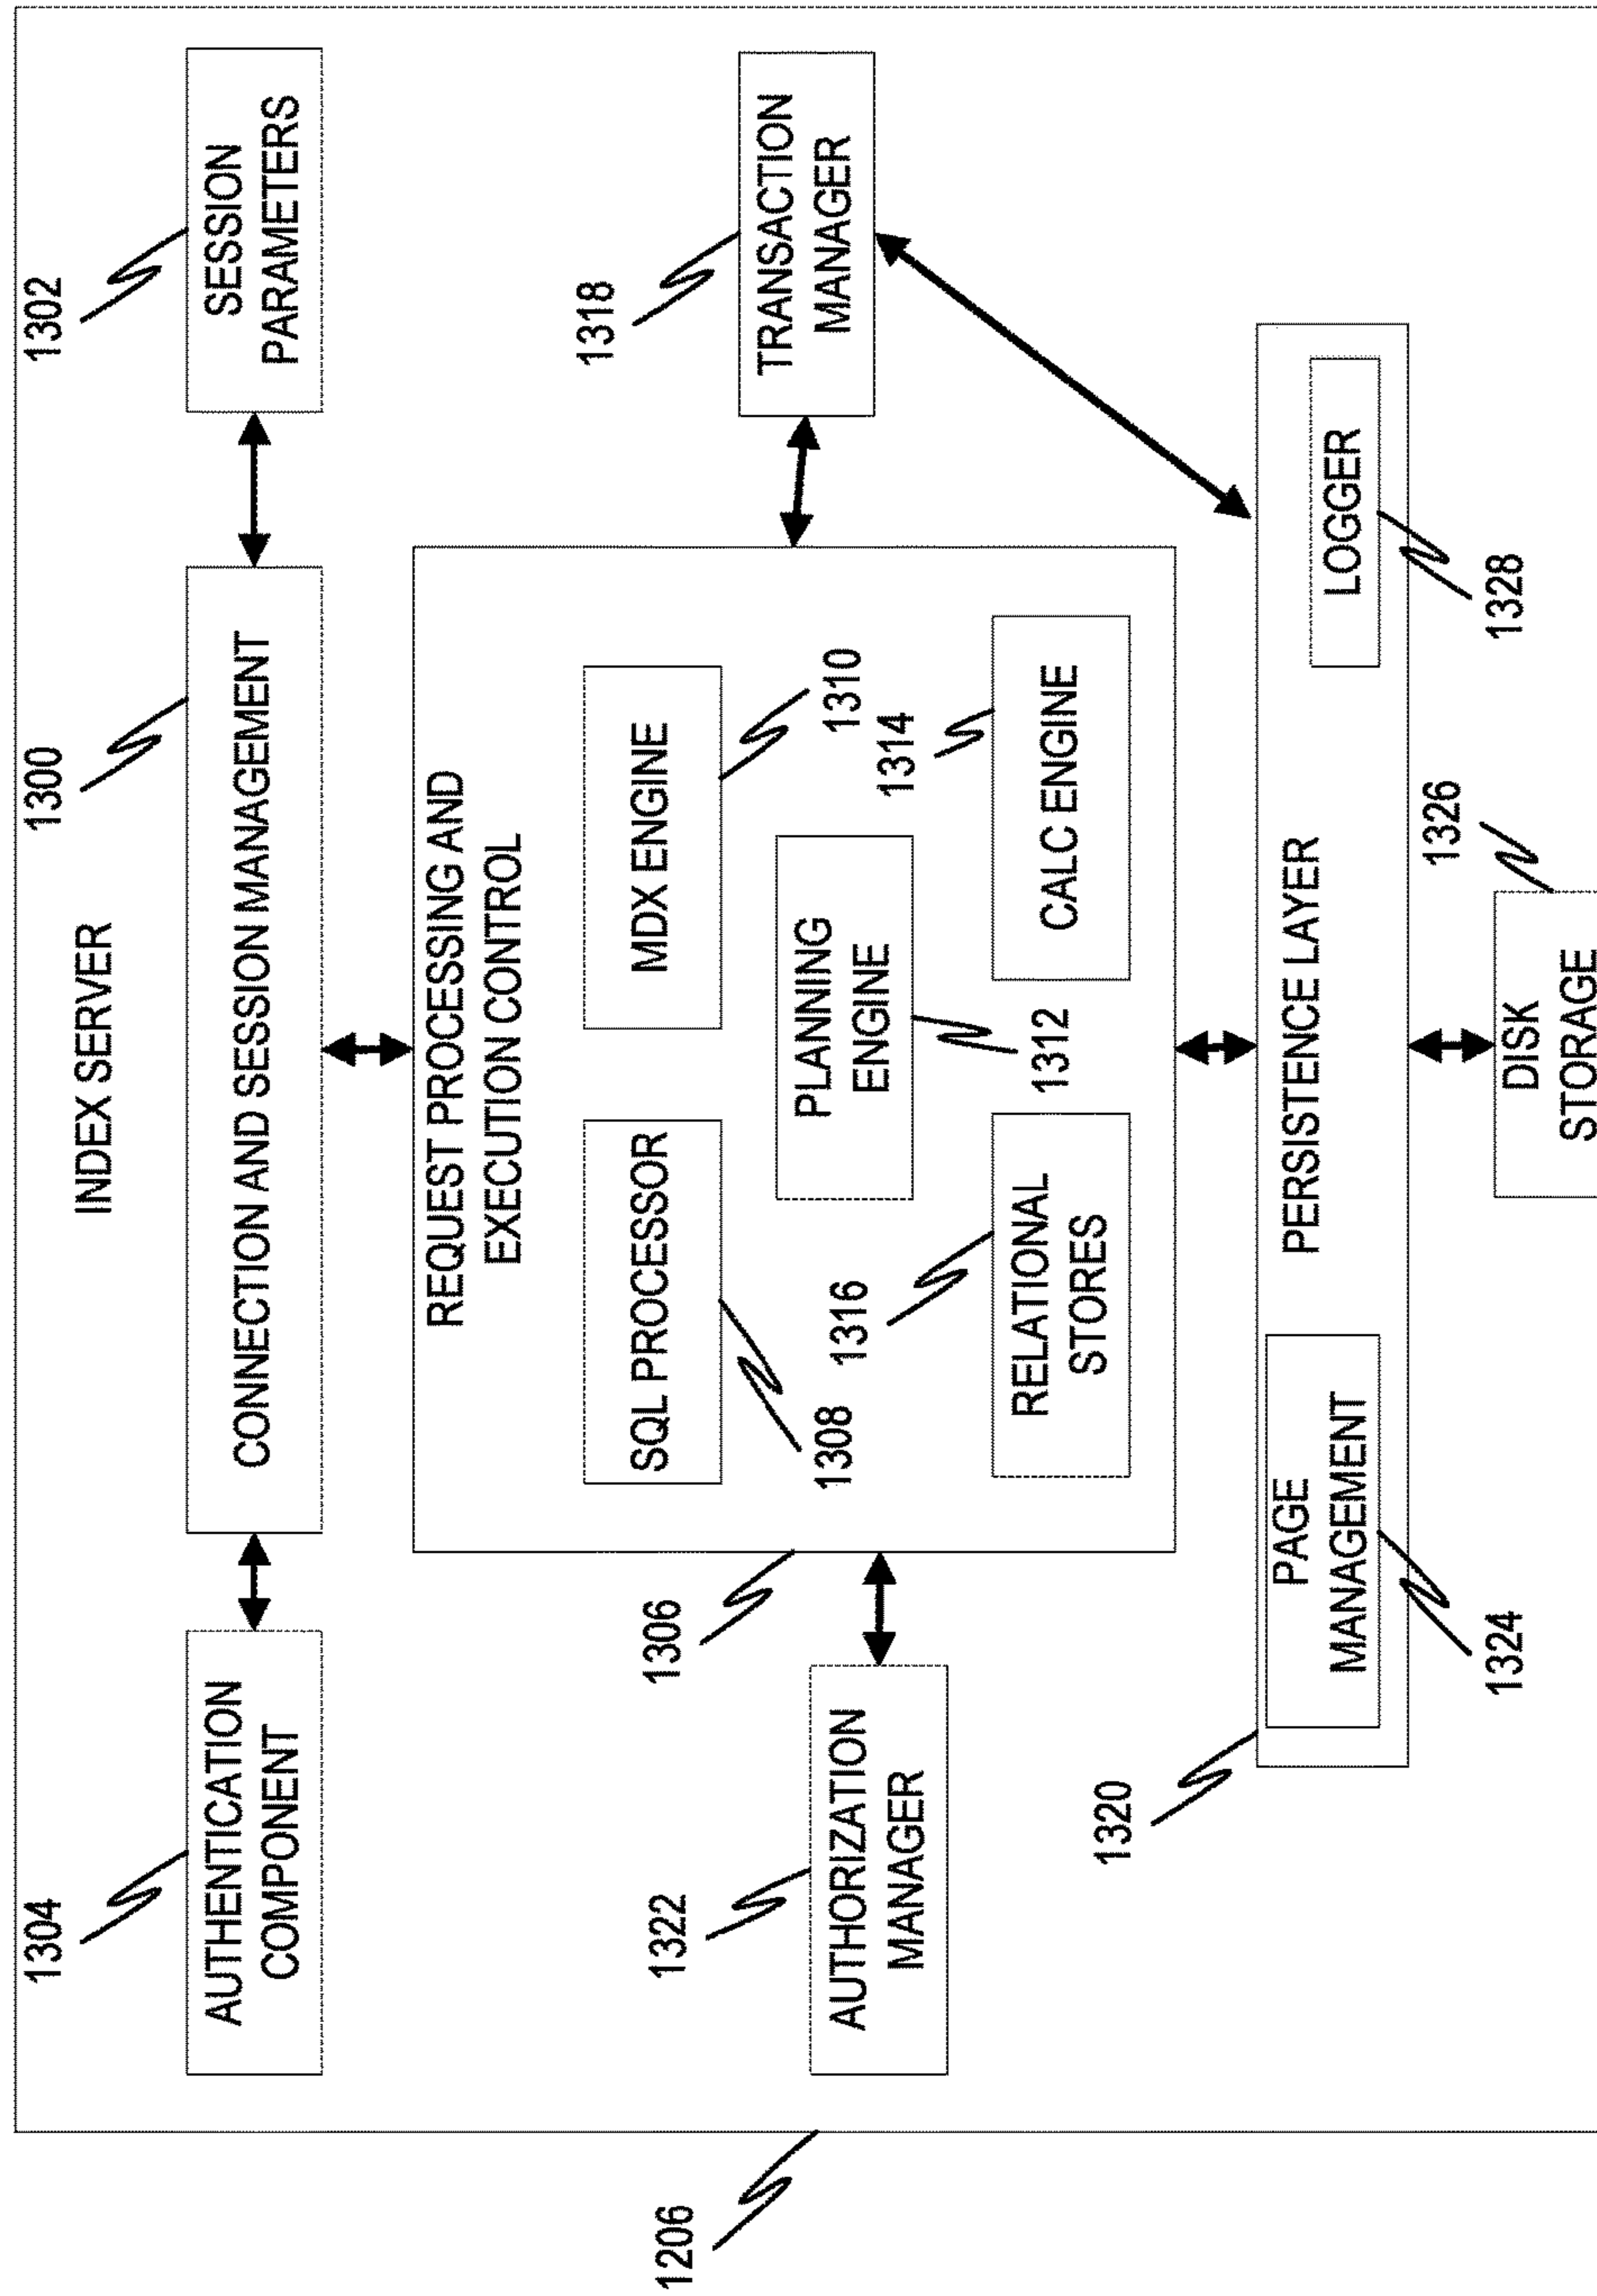 INDEX SERVER
1304
1300
1302
AUTHENTICATION
COMPONENT
CONNECTION AND SESSION MANAGEMENT
SESSION
PARAMETERS
REQUEST PROCESSING AND
EXECUTION CONTROL
1306
SQL PROCESSOR
1308
MDX ENGINE
1310
PLANNING
ENGINE
1312
1316
RELATIONAL
STORES
1314
CALC ENGINE
1322
AUTHORIZATION
MANAGER
1318
TRANSACTION
MANAGER
1206
1320
PAGE
MANAGEMENT
1324
PERSISTENCE LAYER
LOGGER
1328
1326
DISK
STORAGE